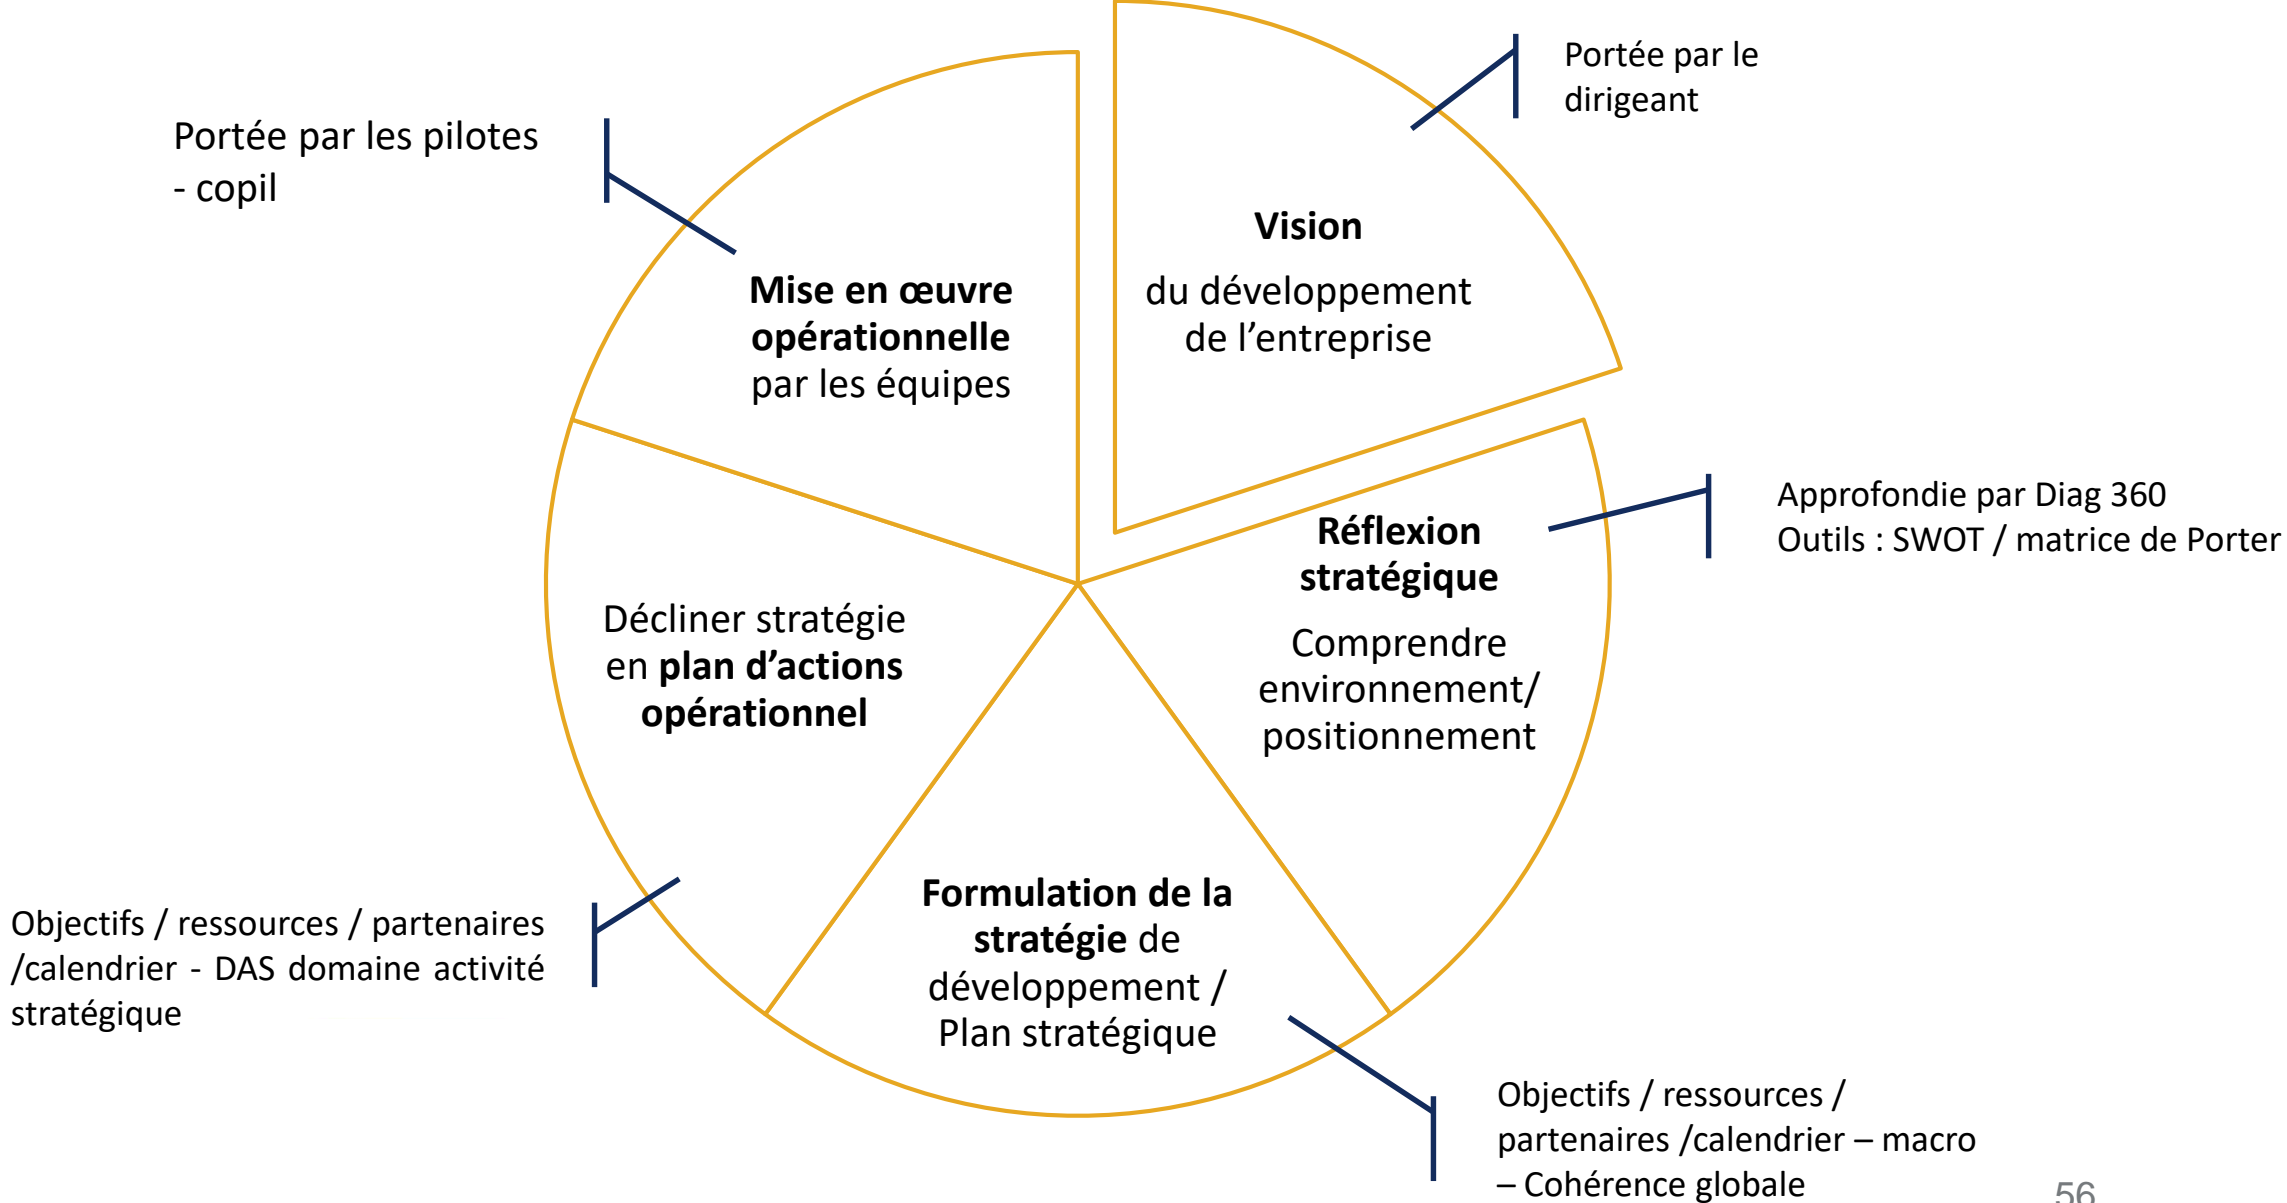 Portée par le
dirigeant
Vision
du développement
de l’entreprise
Approfondie par Diag 360
Outils : SWOT / matrice de Porter
Réflexion
stratégique
Comprendre
environnement/
positionnement
Formulation de la
stratégie de
développement /
Plan stratégique
Objectifs / ressources /
partenaires /calendrier – macro
– Cohérence globale
Décliner stratégie
en plan d’actions
opérationnel
Objectifs / ressources / partenaires
/calendrier - DAS domaine activité
stratégique
Portée par les pilotes
- copil
Mise en œuvre
opérationnelle
par les équipes
56